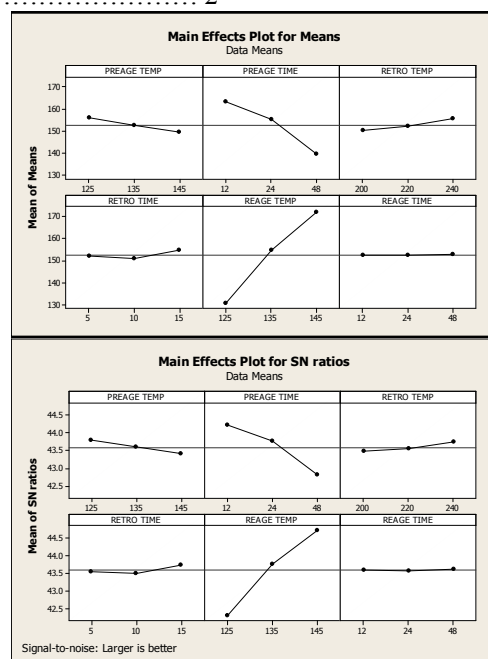 ........................ 2
Main Effects Plot for Means
Data Means
PREAGE TEMP PREAGE TIME RETRO TEMP
170
160
150
140
130
125 135 145 12 24 48 200 220 240
RETRO TIME REAGE TEMP REAGE TIME
170
160
150
140
130
5 10 15 125 135 145 12 24 48
Mean of Means
Main Effects Plot for SN ratios
Data Means
PREAGE TEMP PREAGE TIME RETRO TEMP
44.5
44.0
43.5
43.0
42.5
125 135 145 12 24 48 200 220 240
RETRO TIME REAGE TEMP REAGE TIME
44.5
44.0
43.5
43.0
42.5
5 10 15 125 135 145 12 24 48
Mean of SN ratios
Signal-to-noise: Larger is better